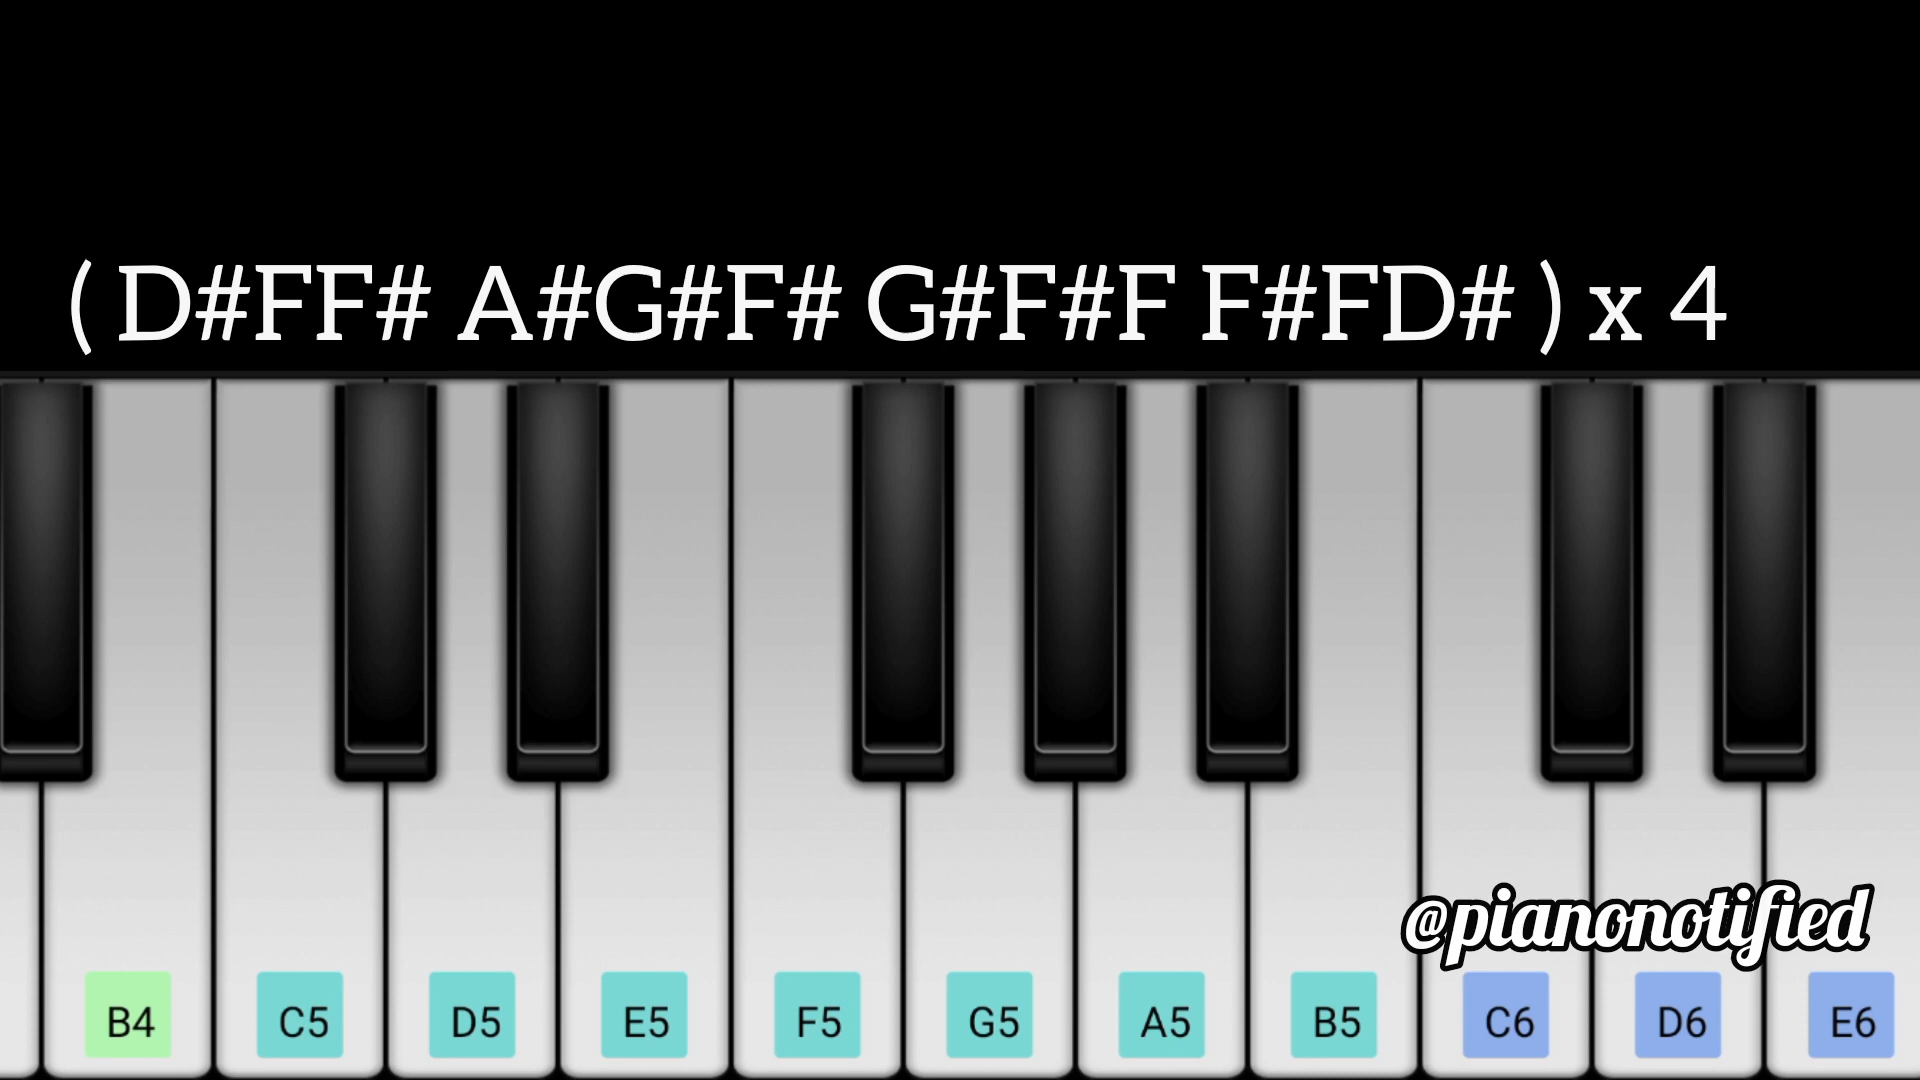 ( D#FF# A#G#F# G#F#F F#FD# ) x 4
@pianonotified
B4 C5 D5 E5 F5 G5 A5 B5 C6 D6 E6